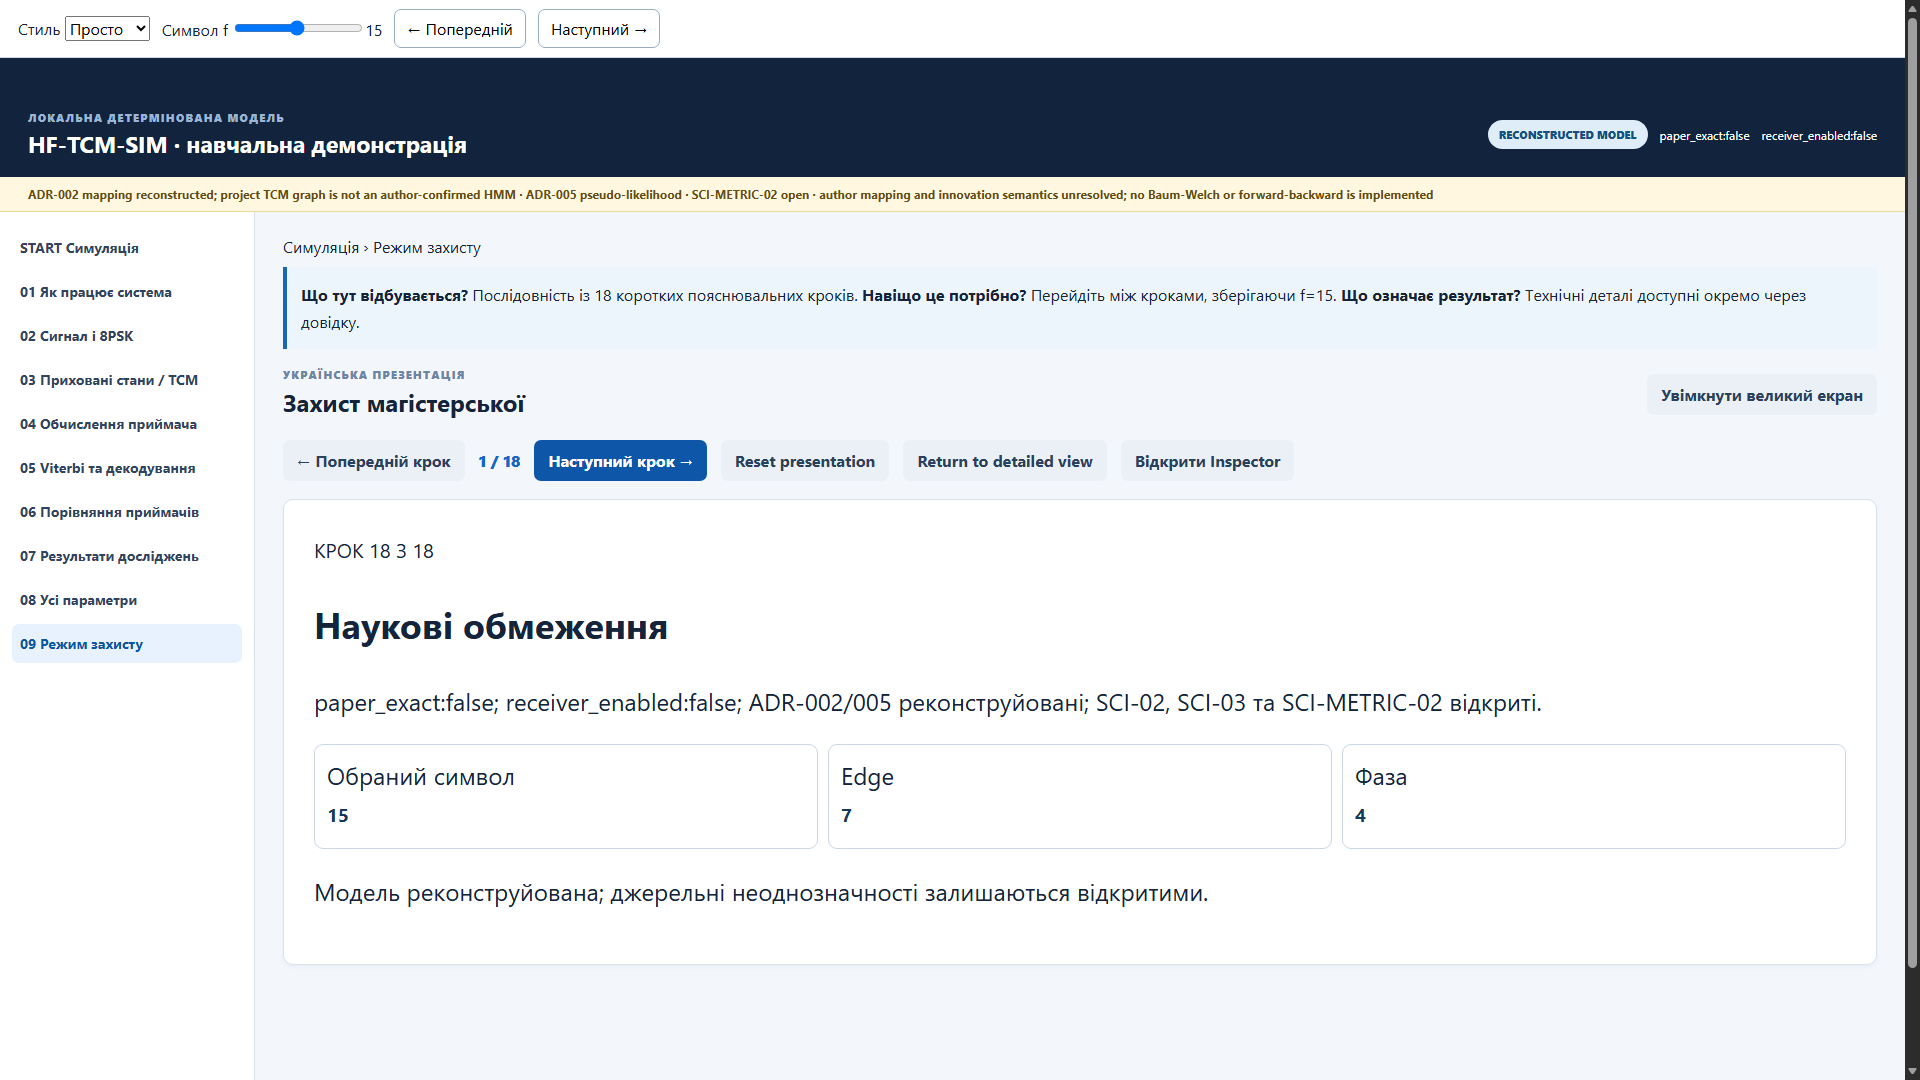 Стиль Просто Символ f 15 ← Попередній Наступний →
ЛОКАЛЬНА ДЕТЕРМІНОВАНА МОДЕЛЬ
HF-TCM-SIM · навчальна демонстрація
RECONSTRUCTED MODEL paper_exact:false receiver_enabled:false
ADR-002 mapping reconstructed; project TCM graph is not an author-confirmed HMM · ADR-005 pseudo-likelihood · SCI-METRIC-02 open · author mapping and innovation semantics unresolved; no Baum-Welch or forward-backward is implemented
START Симуляція
01 Як працює система
02 Сигнал і 8PSK
03 Приховані стани / TCM
04 Обчислення приймача
05 Viterbi та декодування
06 Порівняння приймачів
07 Результати досліджень
08 Усі параметри
09 Режим захисту
Симуляція › Режим захисту
Що тут відбувається? Послідовність із 18 коротких пояснювальних кроків. Навіщо це потрібно? Перейдіть між кроками, зберігаючи f=15. Що означає результат? Технічні деталі доступні окремо через
довідку.
УКРАЇНСЬКА ПРЕЗЕНТАЦІЯ
Захист магістерської
Увімкнути великий екран
← Попередній крок 1 / 18 Наступний крок → Reset presentation Return to detailed view Відкрити Inspector
КРОК 18 З 18
Наукові обмеження
paper_exact:false; receiver_enabled:false; ADR-002/005 реконструйовані; SCI-02, SCI-03 та SCI-METRIC-02 відкриті.
Обраний символ
15
Edge
7
Фаза
4
Модель реконструйована; джерельні неоднозначності залишаються відкритими.